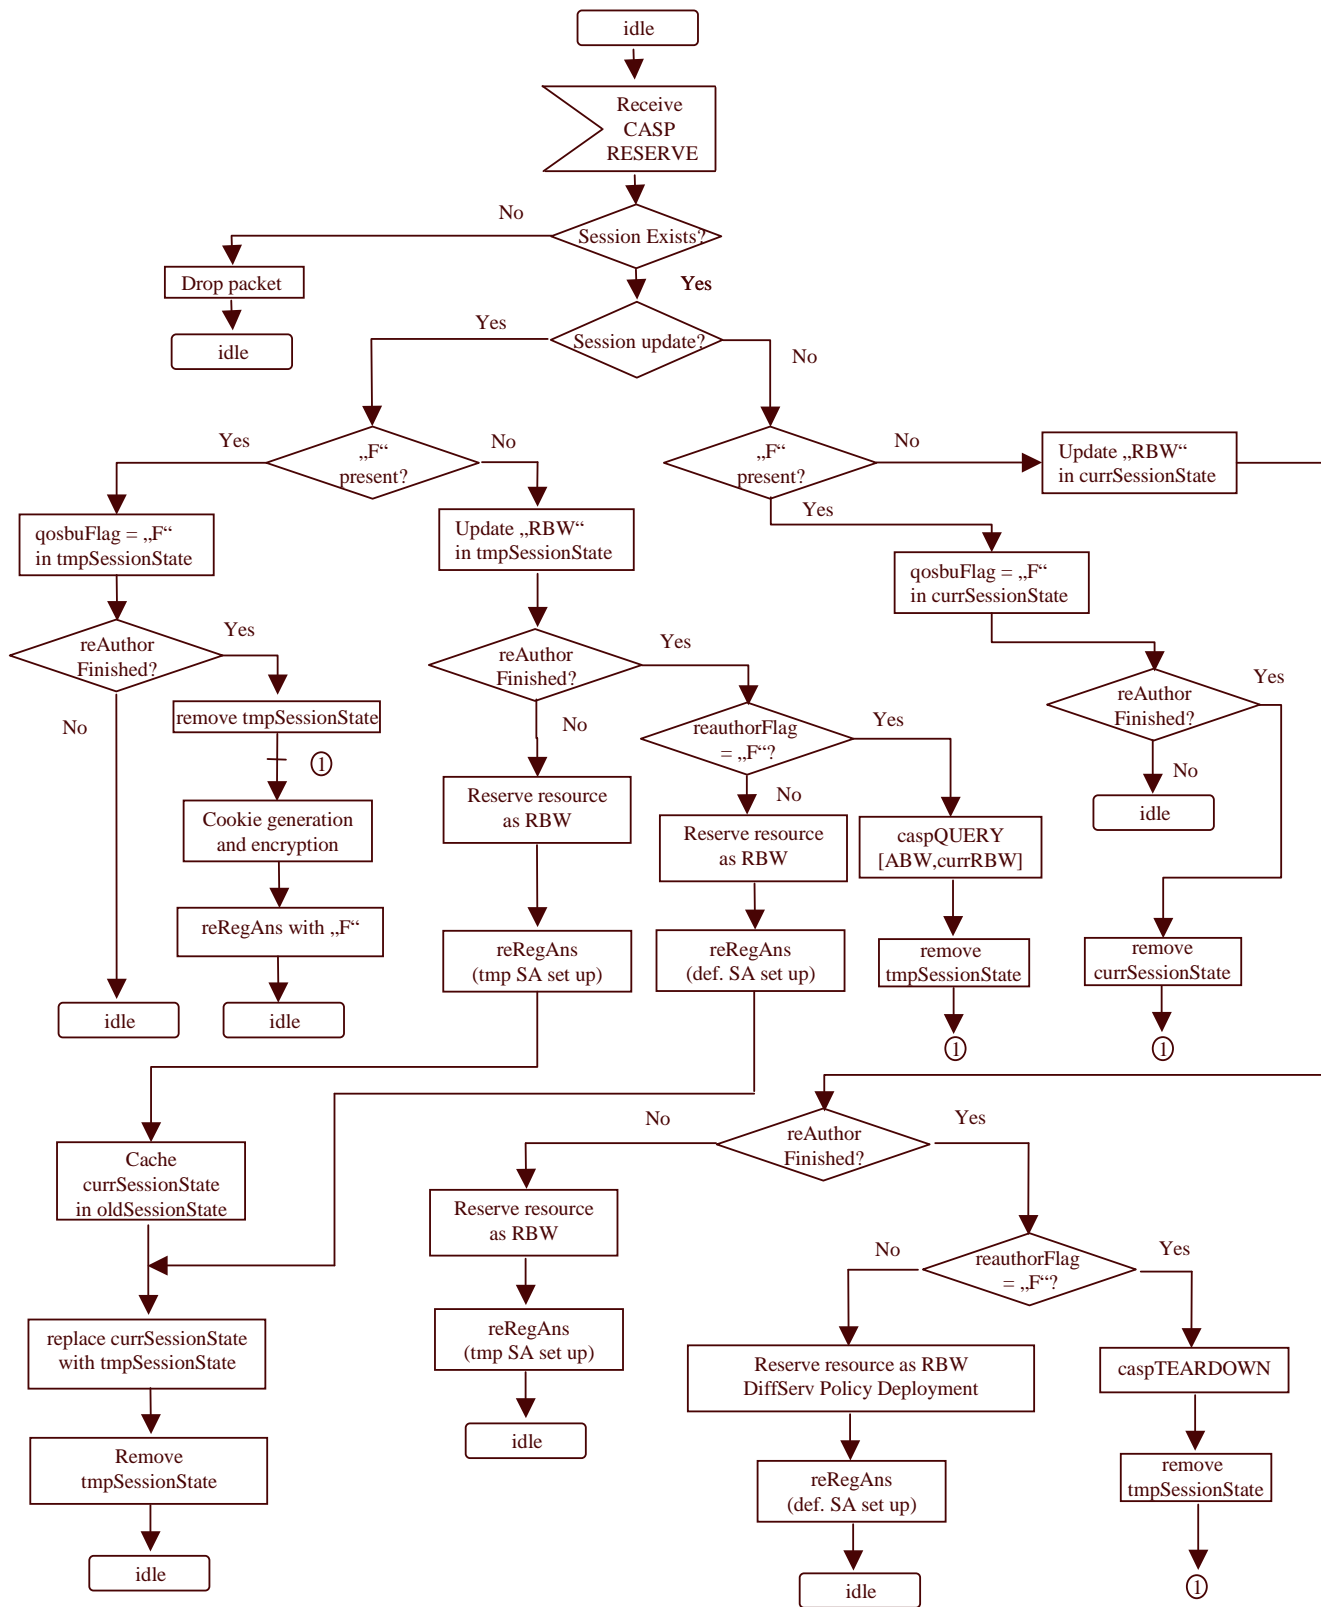 idle
Receive
CASP
RESERVE
No
Session Exists?
Drop packet
Yes
idle
Yes
Session update?
No
Yes
„F“
present?
No
„F“
present?
No
Update „RBW“
in currSessionState
Yes
qosbuFlag = „F“
in tmpSessionState
Update „RBW“
in tmpSessionState
qosbuFlag = „F“
in currSessionState
reAuthor
Finished?
Yes
No
reAuthor
Finished?
Yes
No
reAuthor
Finished?
Yes
No
idle
remove tmpSessionState
1
reauthorFlag
= „F“?
Yes
No
Cookie generation
and encryption
Reserve resource
as RBW
Reserve resource
as RBW
caspQUERY
[ABW,currRBW]
reRegAns with „F“
reRegAns
(tmp SA set up)
reRegAns
(def. SA set up)
remove
tmpSessionState
remove
currSessionState
idle
idle
1
1
No
reAuthor
Finished?
Yes
Cache
currSessionState
in oldSessionState
Reserve resource
as RBW
No
reauthorFlag
= „F“?
Yes
replace currSessionState
with tmpSessionState
reRegAns
(tmp SA set up)
Reserve resource as RBW
DiffServ Policy Deployment
caspTEARDOWN
Remove
tmpSessionState
idle
reRegAns
(def. SA set up)
remove
tmpSessionState
idle
idle
1